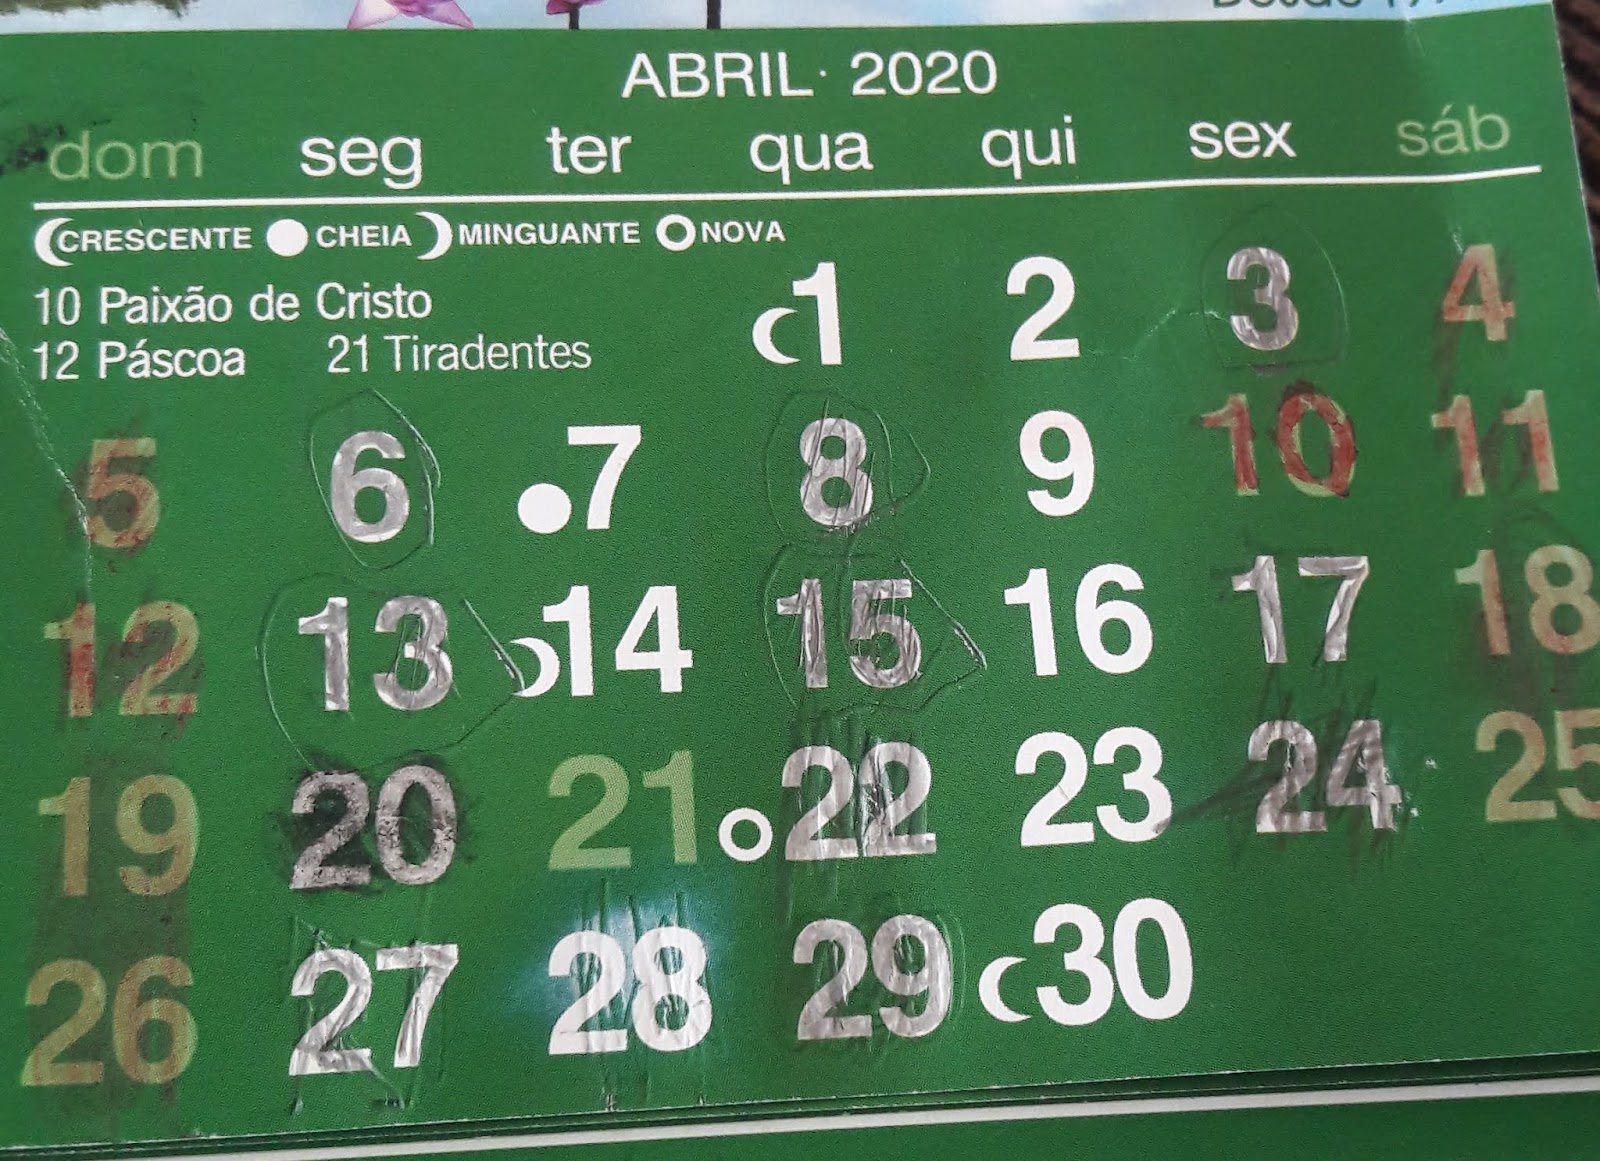 ABRIL · 2020
dom seg ter qua qui sex sáb
CRESCENTE CHEIA MINGUANTE NOVA
10 Paixão de Cristo
12 Páscoa 21 Tiradentes
1 2 3 4
5 6 7 8 9 10 11
12 13 14 15 16 17 18
19 20 21 22 23 24 25
26 27 28 29 30